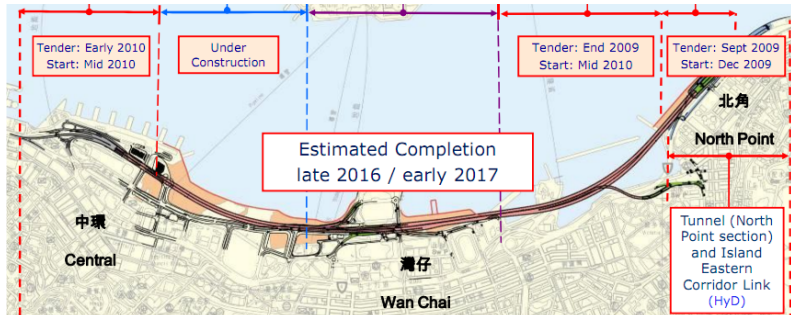 Tender: Early 2010
Start: Mid 2010
Under
Construction
Tender: End 2009
Start: Mid 2010
Tender: Sept 2009
Start: Dec 2009
北角
North Point
Estimated Completion
late 2016 / early 2017
中環
Central
灣仔
Wan Chai
Tunnel (North
Point section)
and Island
Eastern
Corridor Link
(HyD)